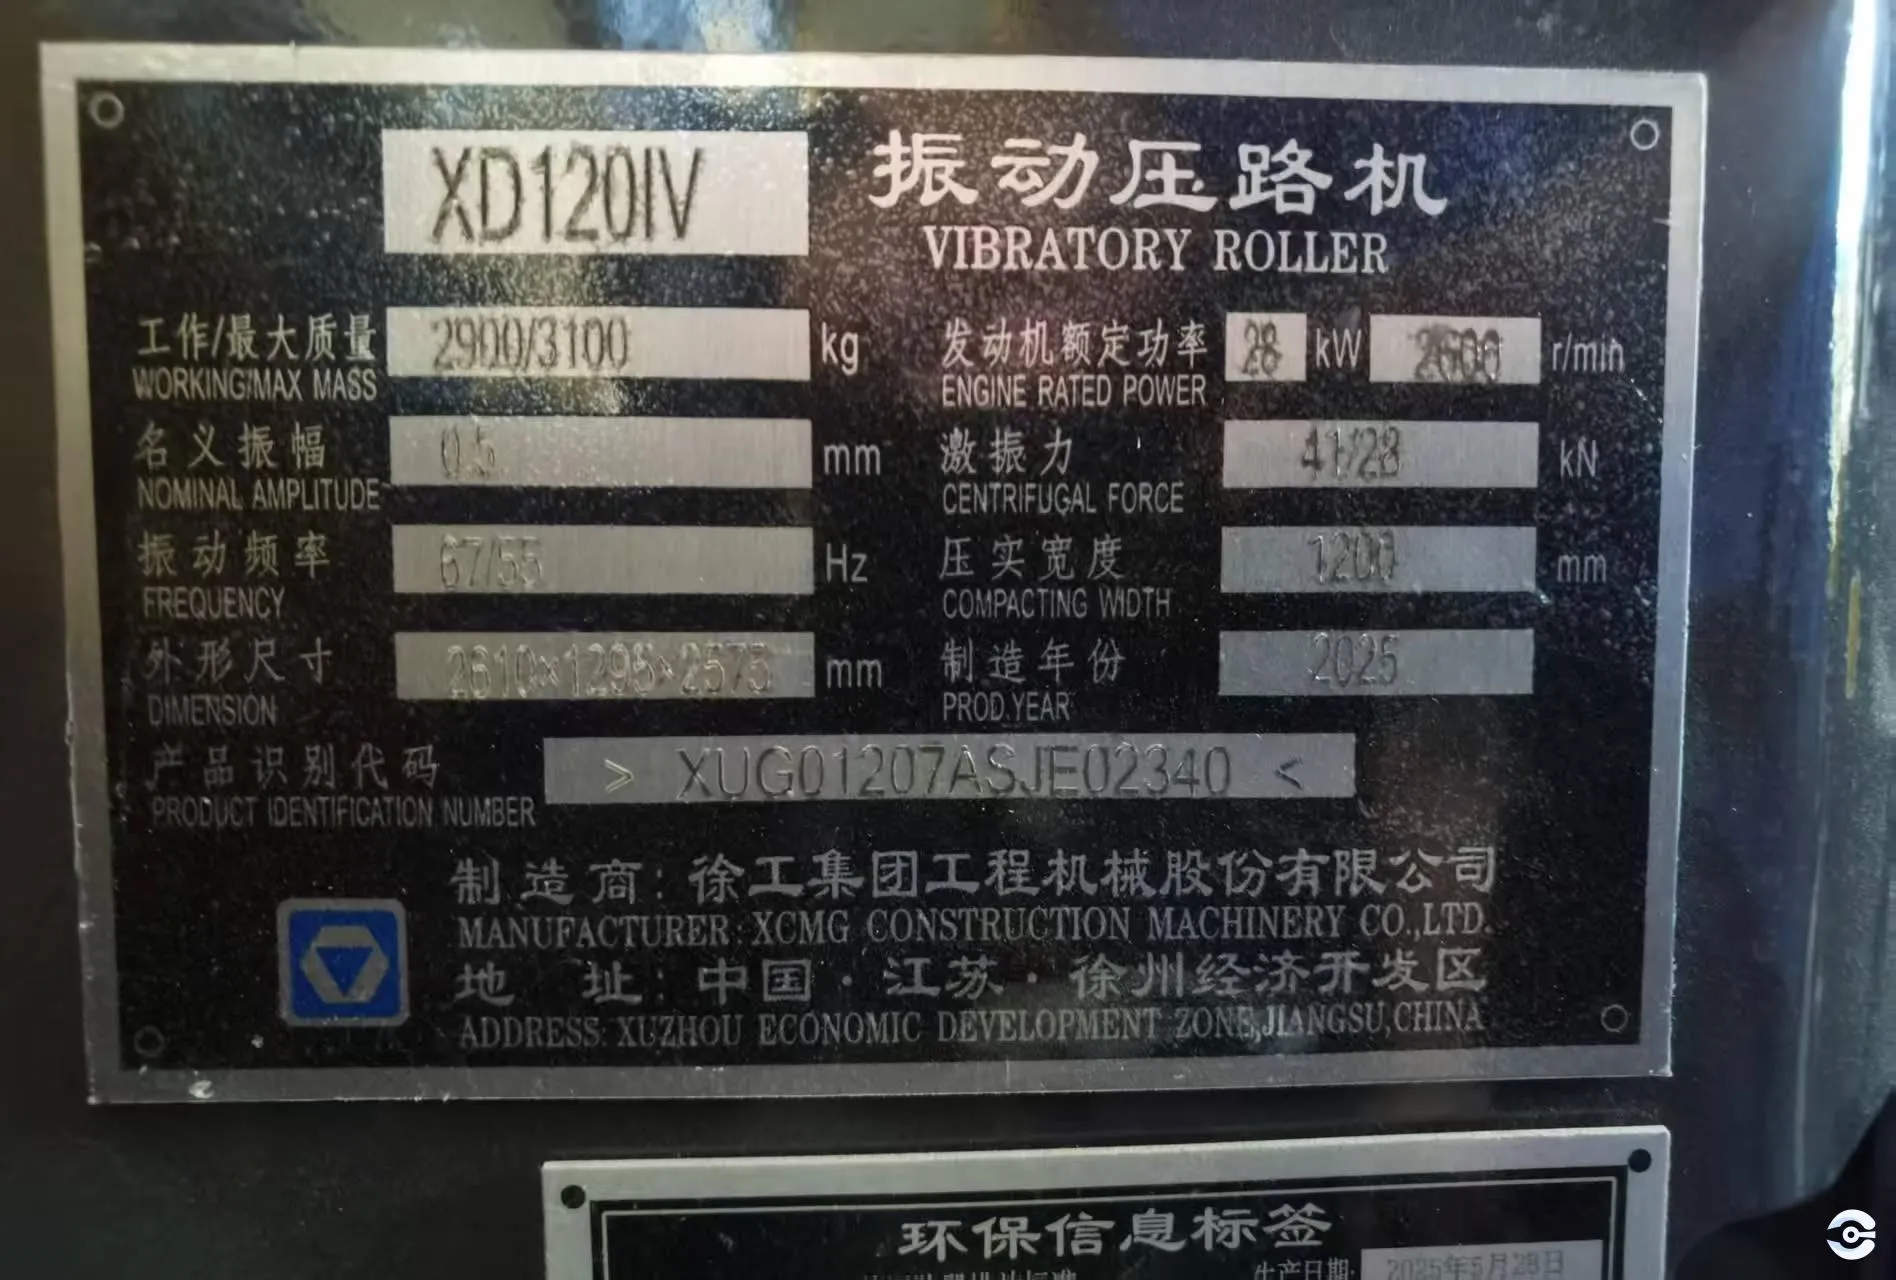 XD120IV 振动压路机
VIBRATORY ROLLER
工作/最大质量 2900/3100 kg 发动机额定功率 28 kW 2600 r/min
WORKING/MAX MASS ENGINE RATED POWER
名义振幅 0.5 mm 激振力 41/28 kN
NOMINAL AMPLITUDE CENTRIFUGAL FORCE
振动频率 67/55 Hz 压实宽度 1200 mm
FREQUENCY COMPACTING WIDTH
外形尺寸 2610×1295×2575 mm 制造年份 2025
DIMENSION PROD.YEAR
产品识别代码 > XUG01207ASJE02340 <
PRODUCT IDENTIFICATION NUMBER
制造商:徐工集团工程机械股份有限公司
MANUFACTURER: XCMG CONSTRUCTION MACHINERY CO.,LTD.
地 址:中国·江苏·徐州经济开发区
ADDRESS: XUZHOU ECONOMIC DEVELOPMENT ZONE,JIANGSU,CHINA
环保信息标签
生产日期: 2025年5月28日